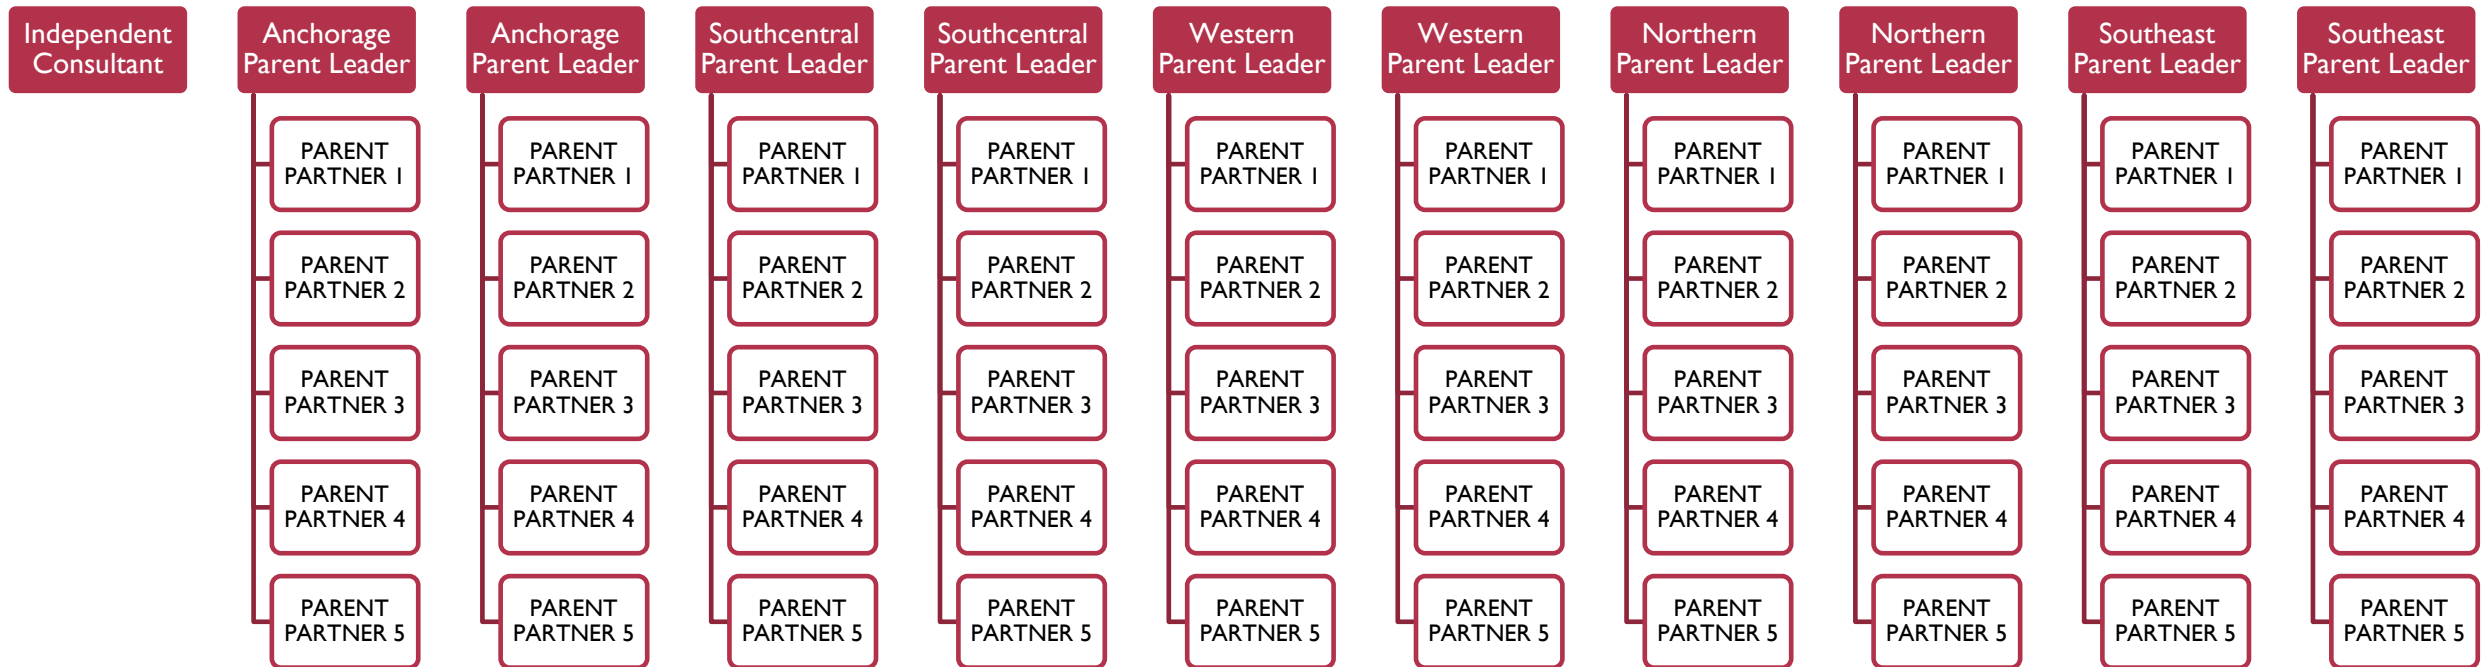 Independent
Consultant
Anchorage
Parent Leader
PARENT
PARTNER 1
PARENT
PARTNER 2
PARENT
PARTNER 3
PARENT
PARTNER 4
PARENT
PARTNER 5
Anchorage
Parent Leader
PARENT
PARTNER 1
PARENT
PARTNER 2
PARENT
PARTNER 3
PARENT
PARTNER 4
PARENT
PARTNER 5
Southcentral
Parent Leader
PARENT
PARTNER 1
PARENT
PARTNER 2
PARENT
PARTNER 3
PARENT
PARTNER 4
PARENT
PARTNER 5
Southcentral
Parent Leader
PARENT
PARTNER 1
PARENT
PARTNER 2
PARENT
PARTNER 3
PARENT
PARTNER 4
PARENT
PARTNER 5
Western
Parent Leader
PARENT
PARTNER 1
PARENT
PARTNER 2
PARENT
PARTNER 3
PARENT
PARTNER 4
PARENT
PARTNER 5
Western
Parent Leader
PARENT
PARTNER 1
PARENT
PARTNER 2
PARENT
PARTNER 3
PARENT
PARTNER 4
PARENT
PARTNER 5
Northern
Parent Leader
PARENT
PARTNER 1
PARENT
PARTNER 2
PARENT
PARTNER 3
PARENT
PARTNER 4
PARENT
PARTNER 5
Northern
Parent Leader
PARENT
PARTNER 1
PARENT
PARTNER 2
PARENT
PARTNER 3
PARENT
PARTNER 4
PARENT
PARTNER 5
Southeast
Parent Leader
PARENT
PARTNER 1
PARENT
PARTNER 2
PARENT
PARTNER 3
PARENT
PARTNER 4
PARENT
PARTNER 5
Southeast
Parent Leader
PARENT
PARTNER 1
PARENT
PARTNER 2
PARENT
PARTNER 3
PARENT
PARTNER 4
PARENT
PARTNER 5